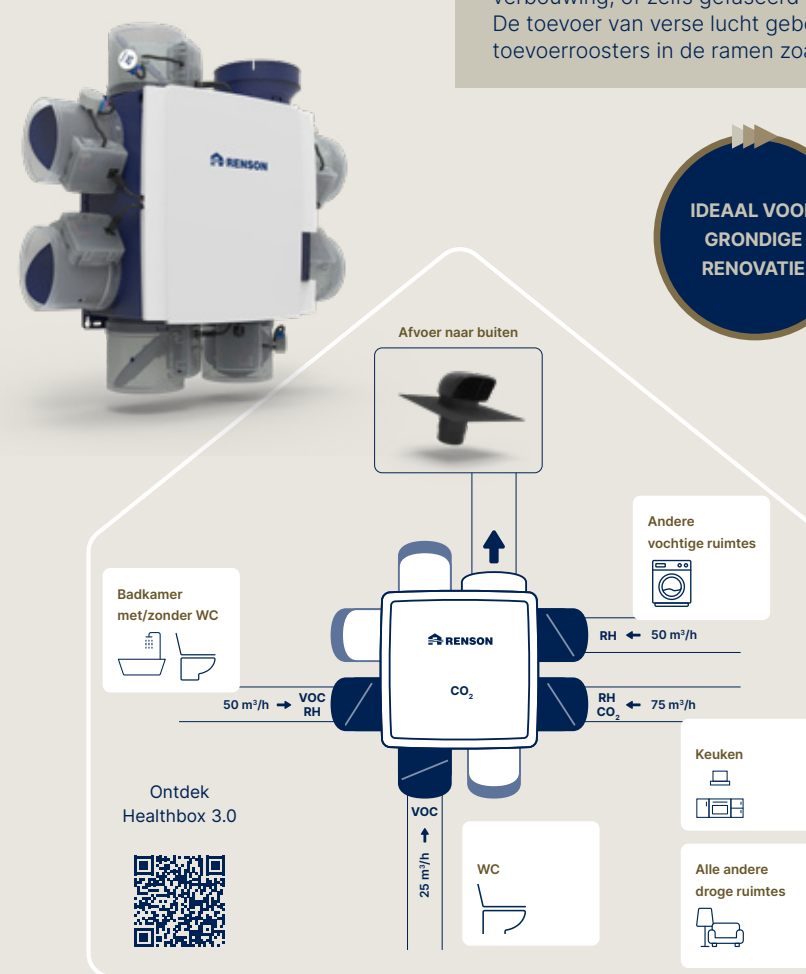 De toevoer van verse lucht
toevoerroosters in de ramen
RENSON
IDEAAL VOOR
GRONDIGE
RENOVATIE
Afvoer naar buiten
Andere
vochtige ruimtes
Badkamer
met/zonder WC
RENSON
CO₂
RH ← 50 m³/h
50 m³/h → VOC
RH
RH
CO₂ ← 75 m³/h
Keuken
Ontdek
Healthbox 3.0
VOC
25 m³/h →
WC
Alle andere
droge ruimtes